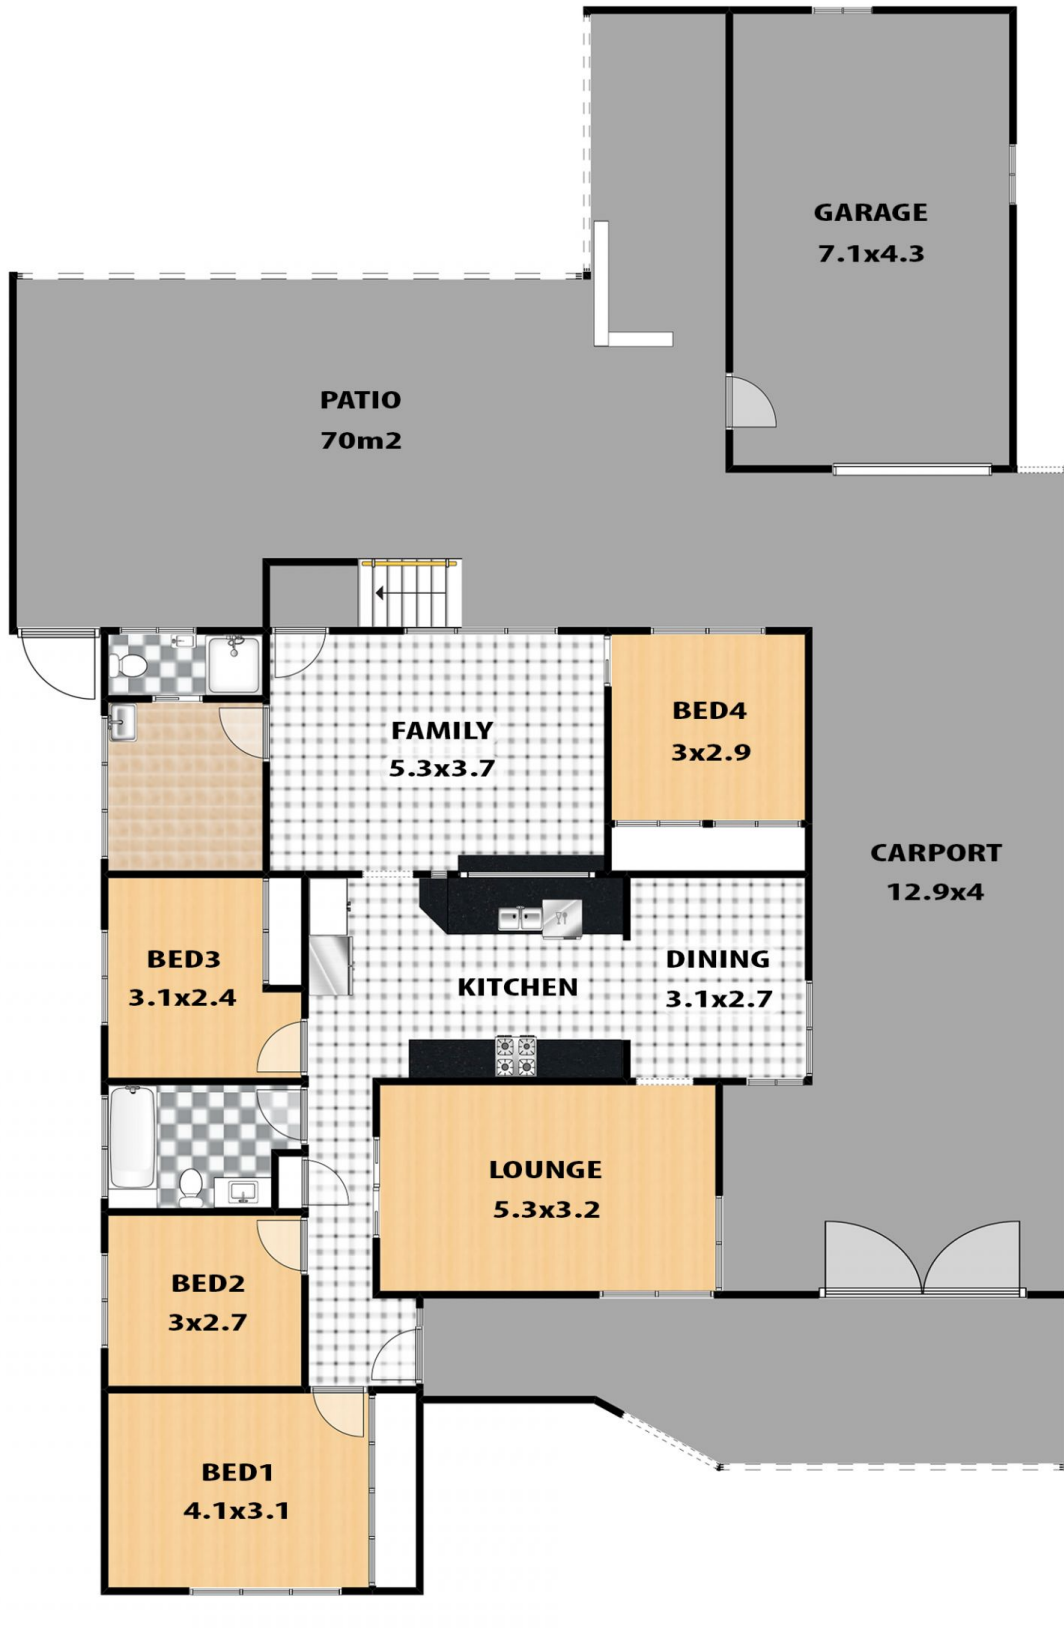 GARAGE
7.1x4.3
PATIO
70m2
FAMILY
5.3x3.7
BED4
3x2.9
CARPORT
12.9x4
BED3
3.1x2.4
KITCHEN
DINING
3.1x2.7
LOUNGE
5.3x3.2
BED2
3x2.7
BED1
4.1x3.1